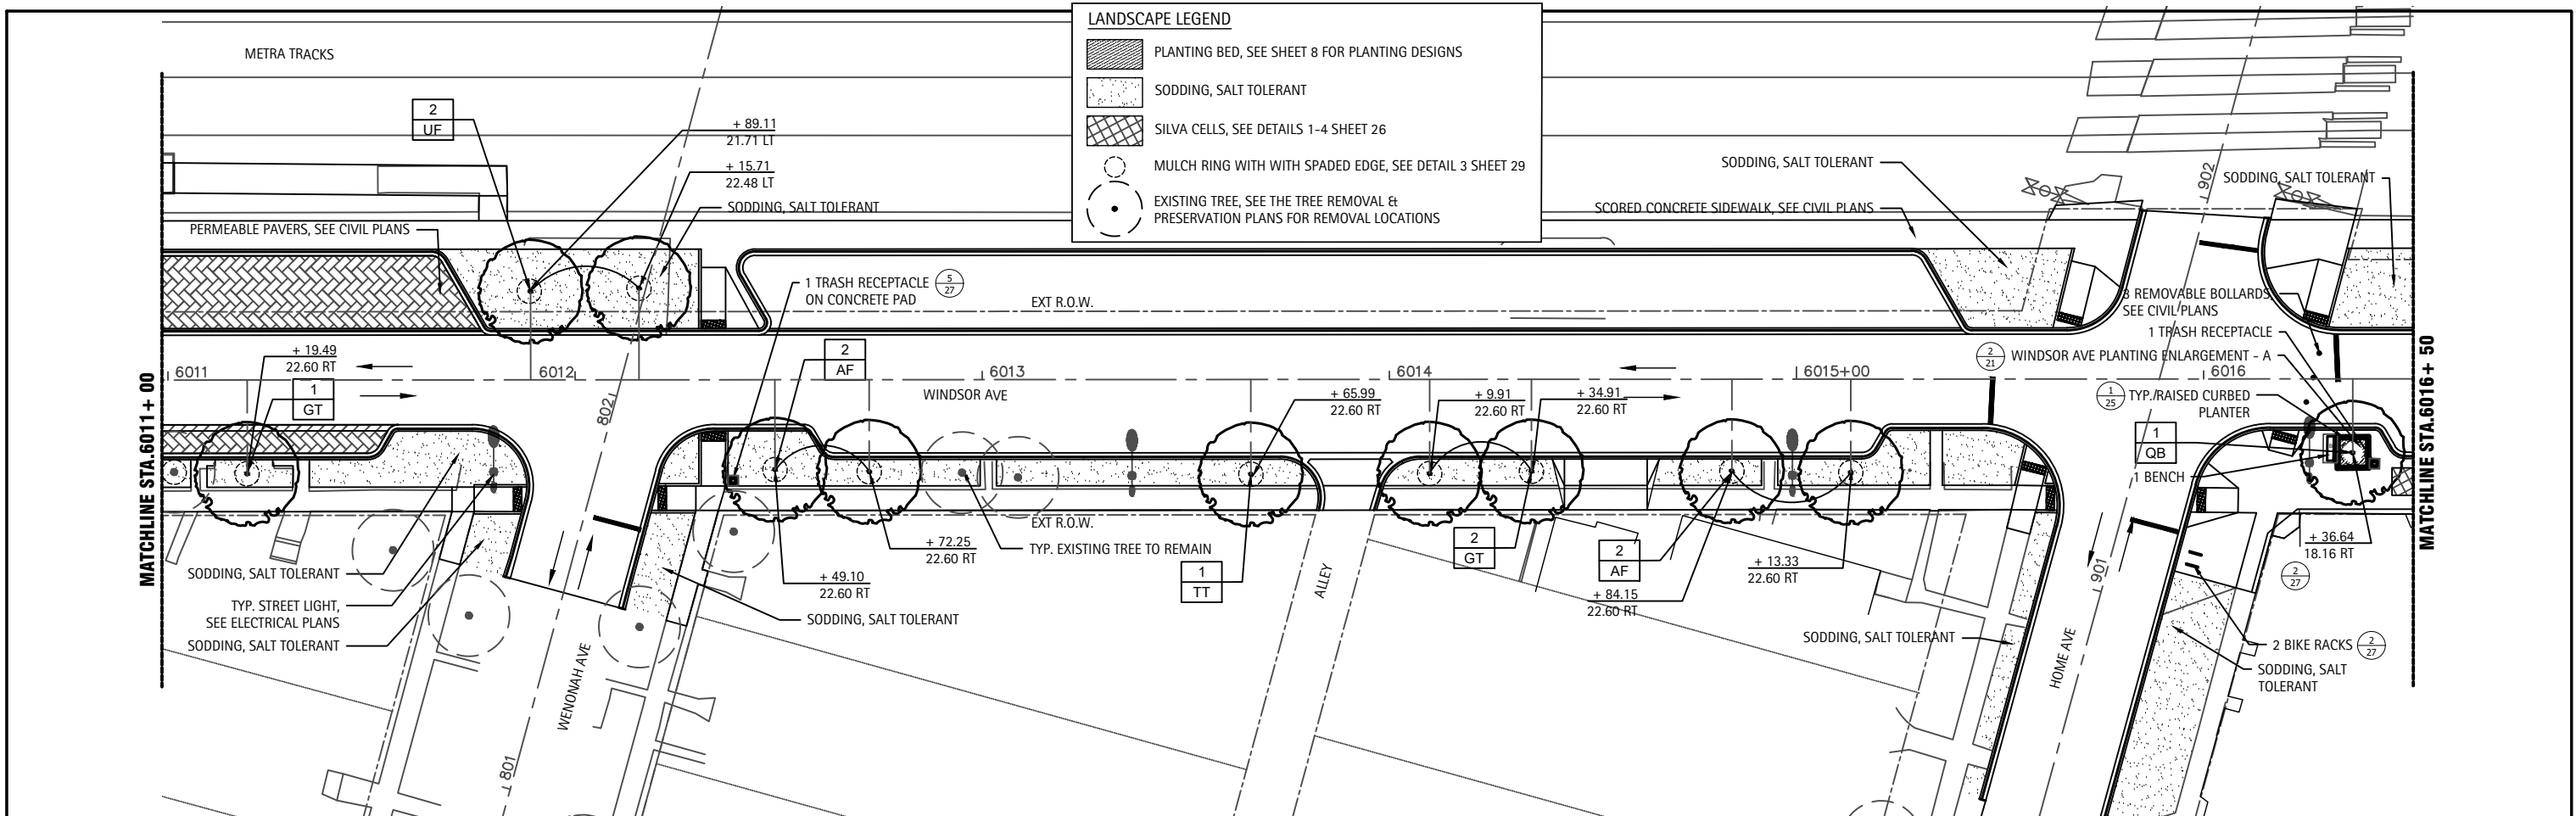 LANDSCAPE LEGEND
PLANTING BED, SEE SHEET 8 FOR PLANTING DESIGNS
SODDING, SALT TOLERANT
SILVA CELLS, SEE DETAILS 1-4 SHEET 26
MULCH RING WITH WITH SPADED EDGE, SEE DETAIL 3 SHEET 29
EXISTING TREE, SEE THE TREE REMOVAL &
PRESERVATION PLANS FOR REMOVAL LOCATIONS
METRA TRACKS
2
UF
+ 89.11
21.71 LT
+ 15.71
22.48 LT
SODDING, SALT TOLERANT
PERMEABLE PAVERS, SEE CIVIL PLANS
SODDING, SALT TOLERANT
SCORED CONCRETE SIDEWALK, SEE CIVIL PLANS
902
SODDING, SALT TOLERANT
1 TRASH RECEPTACLE
ON CONCRETE PAD
5
27
EXT R.O.W.
3 REMOVABLE BOLLARDS,
SEE CIVIL PLANS
1 TRASH RECEPTACLE
2
21
WINDSOR AVE PLANTING ENLARGEMENT - A
MATCHLINE STA.6011+ 00
+ 19.49
22.60 RT
1
GT
6011
6012
802
2
AF
6013
WINDSOR AVE
6014
6015+00
6016
+ 65.99
22.60 RT
+ 9.91
22.60 RT
+ 34.91
22.60 RT
1
25
TYP. RAISED CURBED
PLANTER
1
QB
1 BENCH
MATCHLINE STA.6016+ 50
EXT R.O.W.
+ 72.25
22.60 RT
TYP. EXISTING TREE TO REMAIN
+ 49.10
22.60 RT
1
TT
ALLEY
2
GT
2
AF
+ 84.15
22.60 RT
+ 13.33
22.60 RT
901
+ 36.64
18.16 RT
2
27
SODDING, SALT TOLERANT
TYP. STREET LIGHT,
SEE ELECTRICAL PLANS
SODDING, SALT TOLERANT
SODDING, SALT TOLERANT
SODDING, SALT TOLERANT
2 BIKE RACKS
2
27
SODDING, SALT
TOLERANT
WENONAH AVE
HOME AVE
801